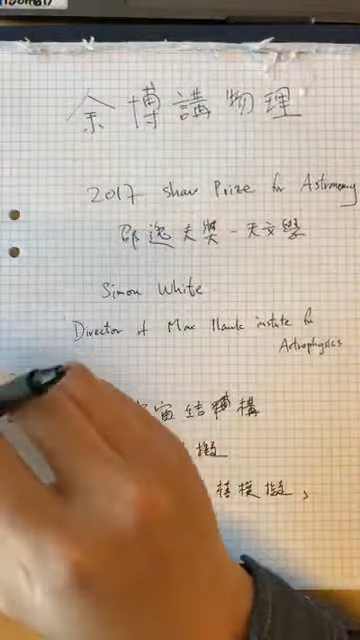 余博講物理
2017 Shaw Prize for Astronomy
邵逸夫獎-天文學
Simon White
Director of Max Planck institute for
Astrophysics
宇宙結構
擬
模擬,